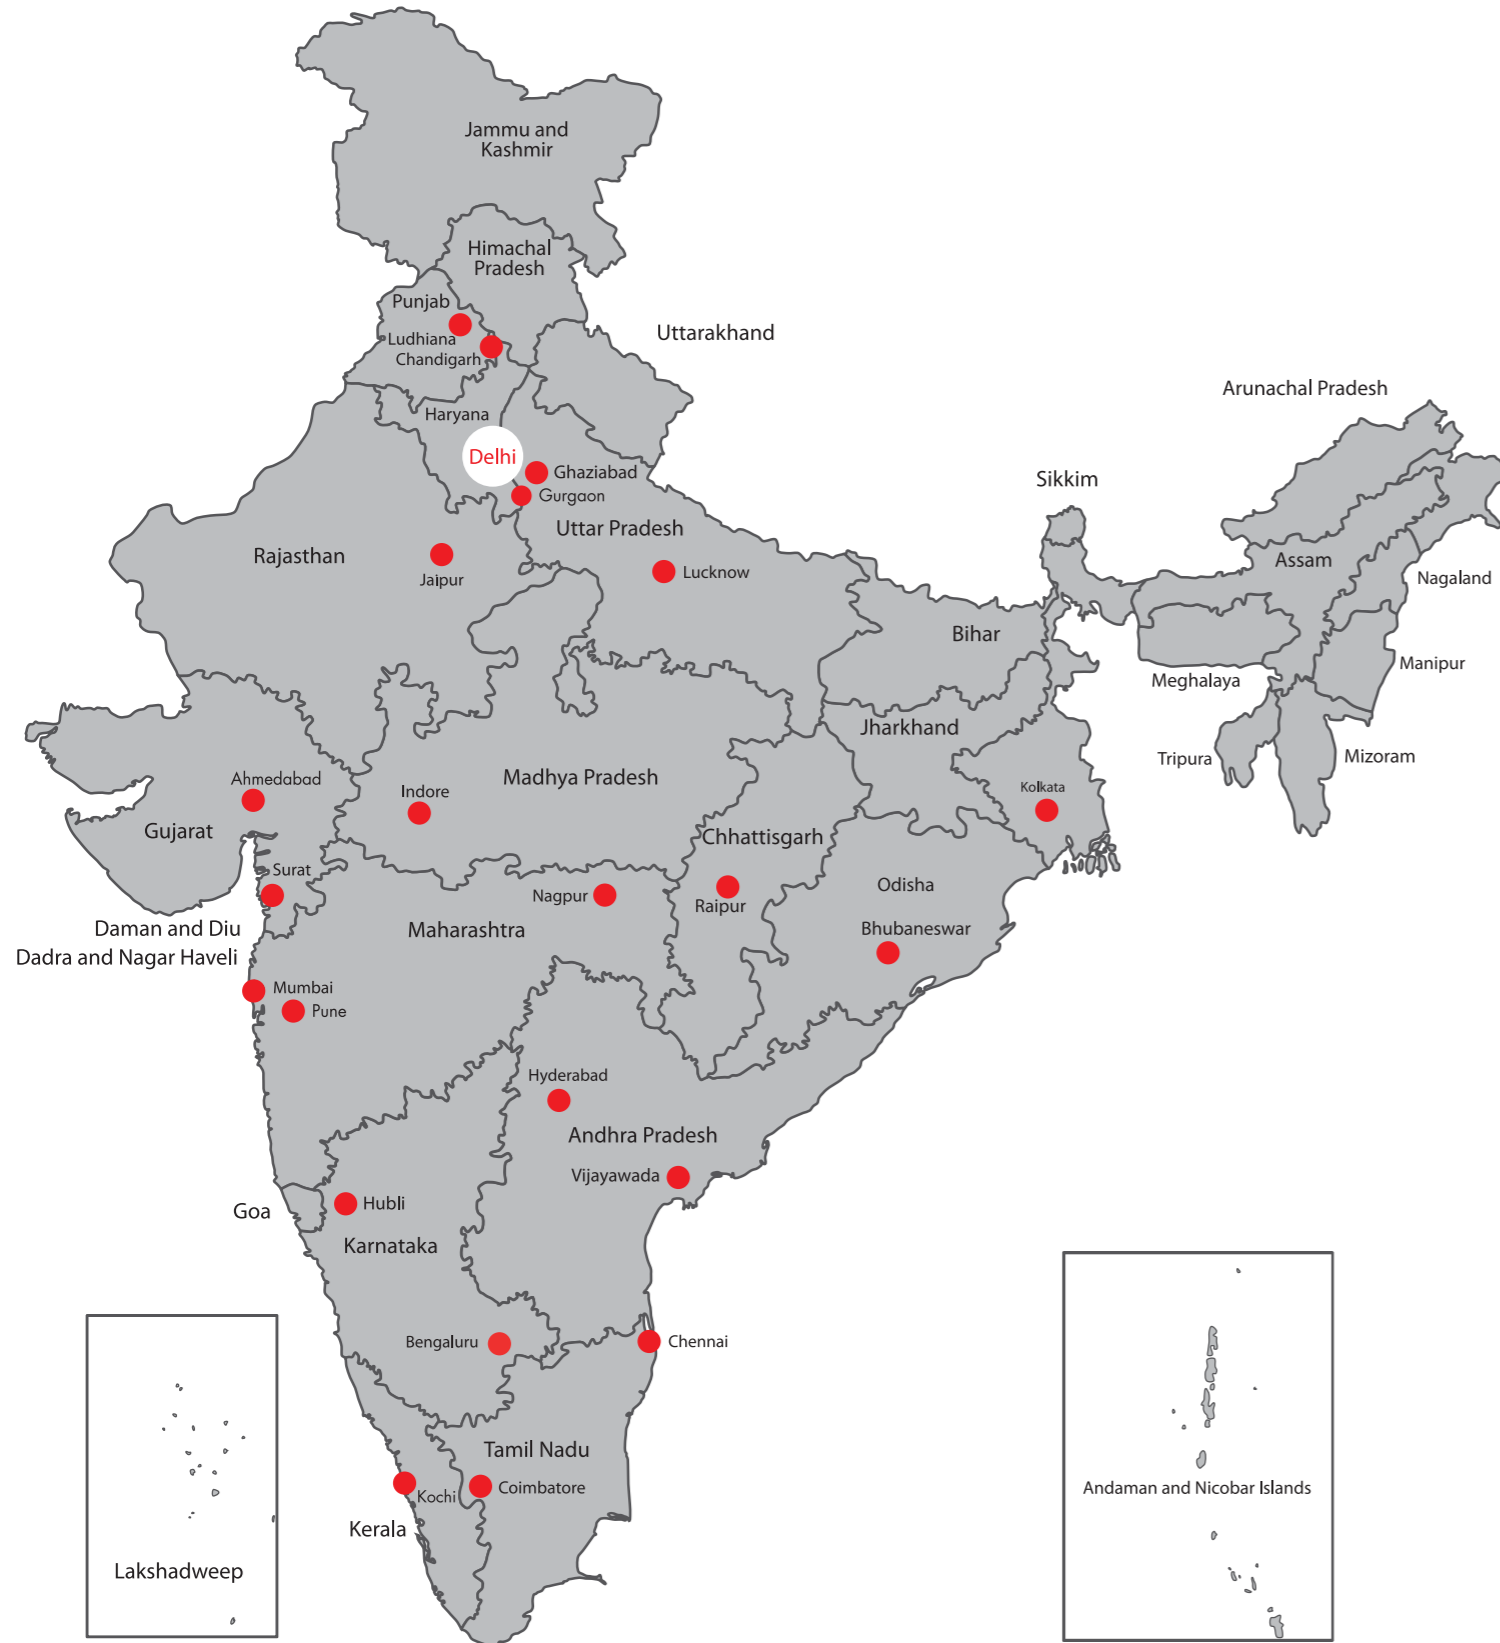 Jammu and
Kashmir
Himachal
Pradesh
Punjab
Ludhiana
Chandigarh
Uttarakhand
Arunachal Pradesh
Haryana
Delhi
Ghaziabad
Gurgaon
Sikkim
Uttar Pradesh
Rajasthan
Jaipur
Lucknow
Assam
Nagaland
Bihar
Manipur
Meghalaya
Jharkhand
Tripura
Mizoram
Ahmedabad
Madhya Pradesh
Indore
Kolkata
Gujarat
Chhattisgarh
Surat
Nagpur
Raipur
Odisha
Daman and Diu
Maharashtra
Bhubaneswar
Dadra and Nagar Haveli
Mumbai
Pune
Hyderabad
Andhra Pradesh
Vijayawada
Goa
Hubli
Karnataka
Bengaluru
Chennai
Tamil Nadu
Coimbatore
Kochi
Kerala
Andaman and Nicobar Islands
Lakshadweep